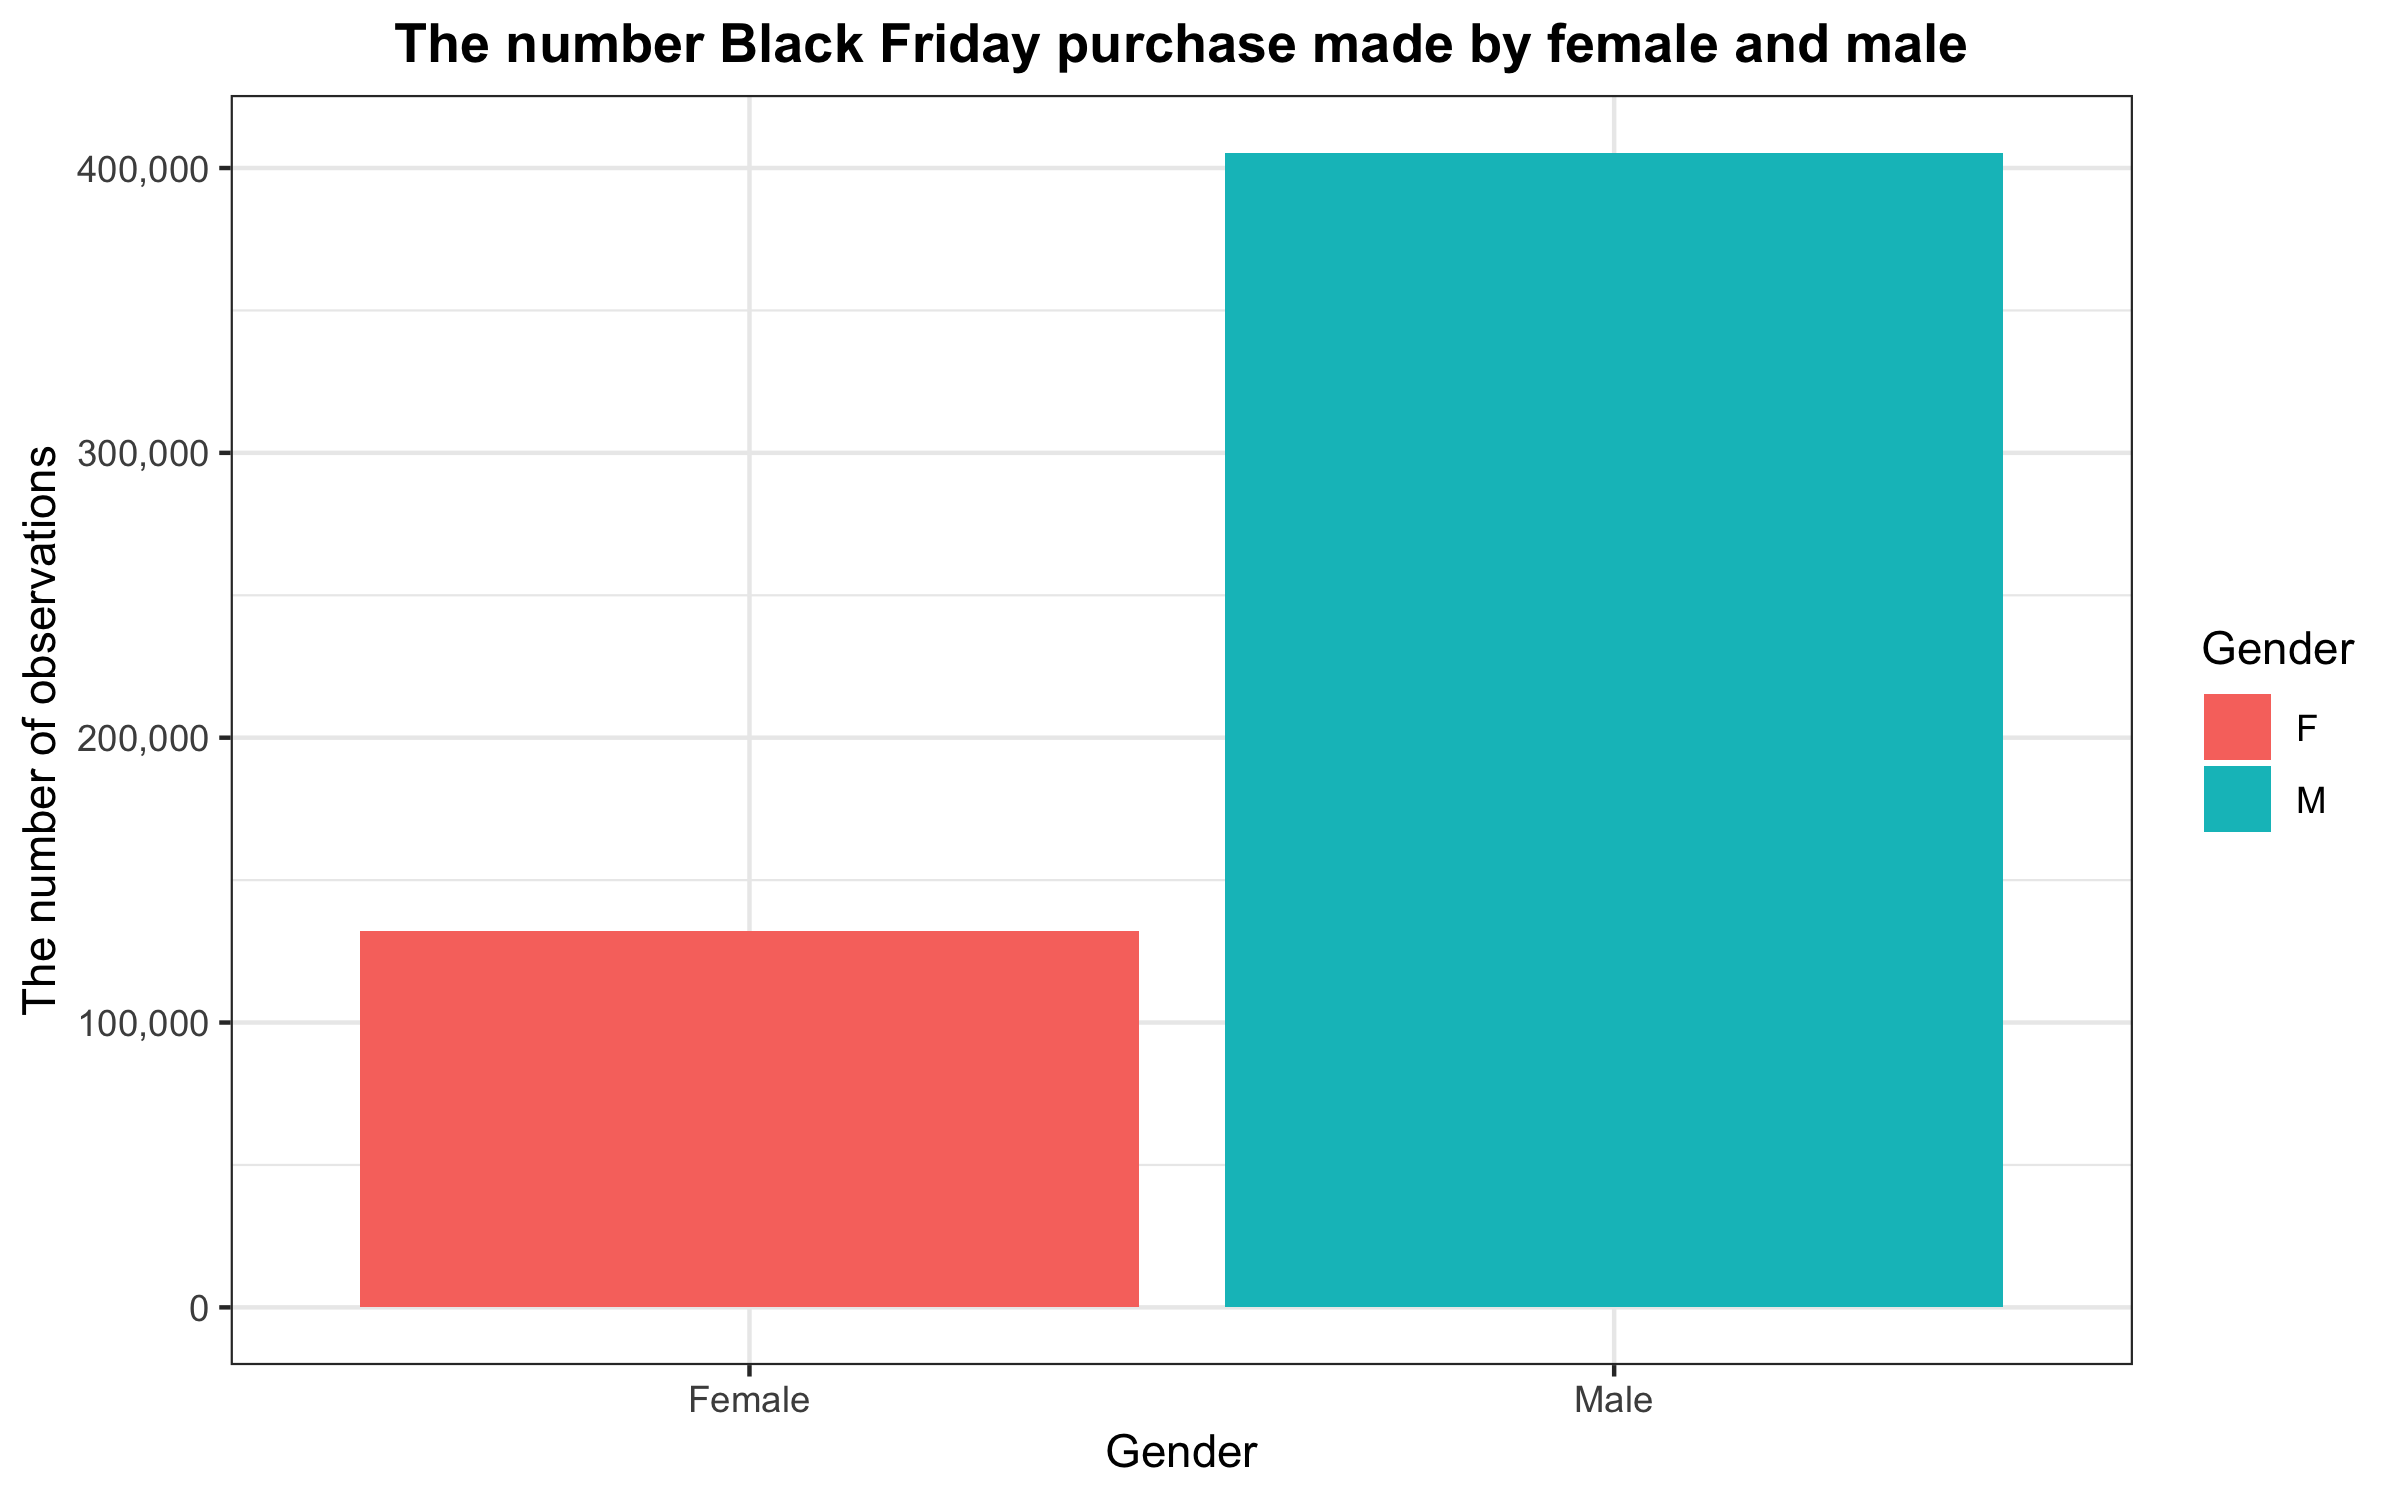 The number Black Friday purchase made by female and male
The number of observations
400,000
300,000
200,000
100,000
0
Female
Male
Gender
Gender
F
M